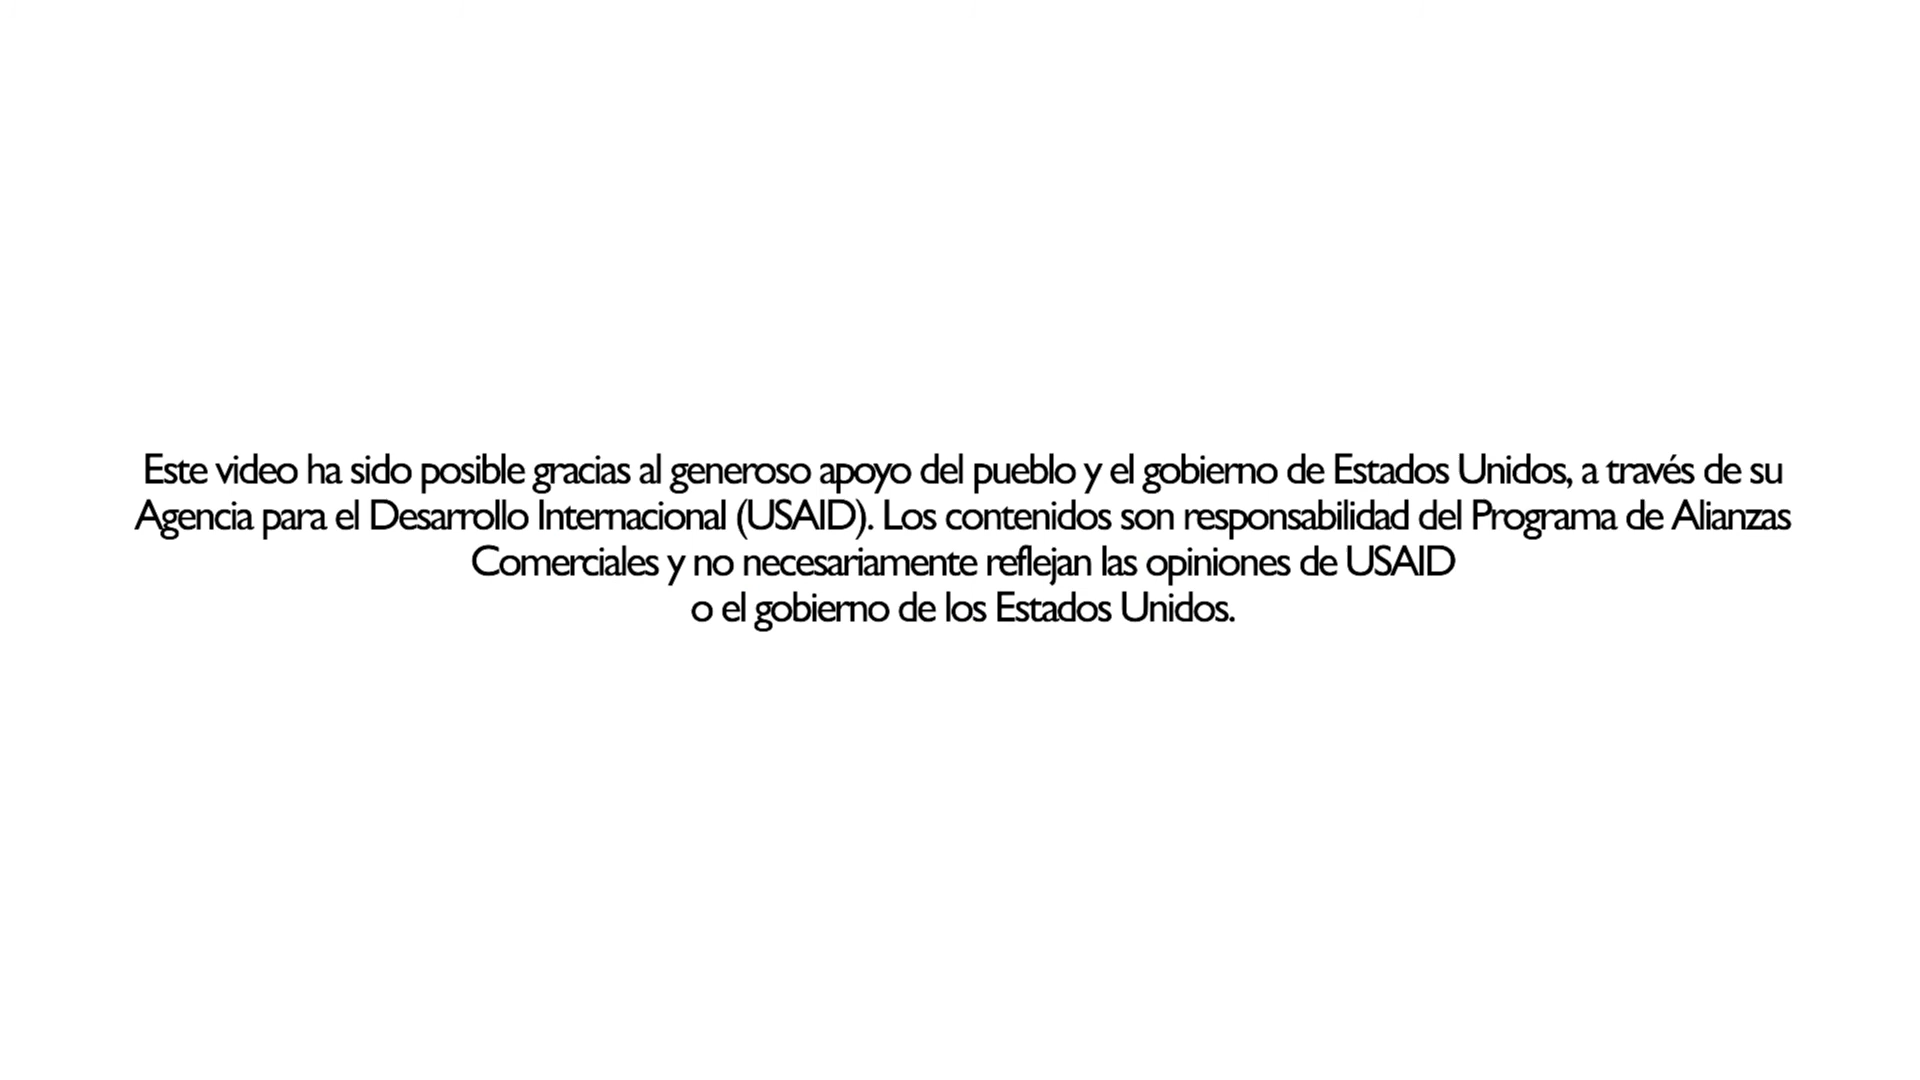 Este video ha sido posible gracias al generoso apoyo del pueblo y el gobierno de Estados Unidos, a través de su
Agencia para el Desarrollo Internacional (USAID). Los contenidos son responsabilidad del Programa de Alianzas
Comerciales y no necesariamente reflejan las opiniones de USAID
o el gobierno de los Estados Unidos.